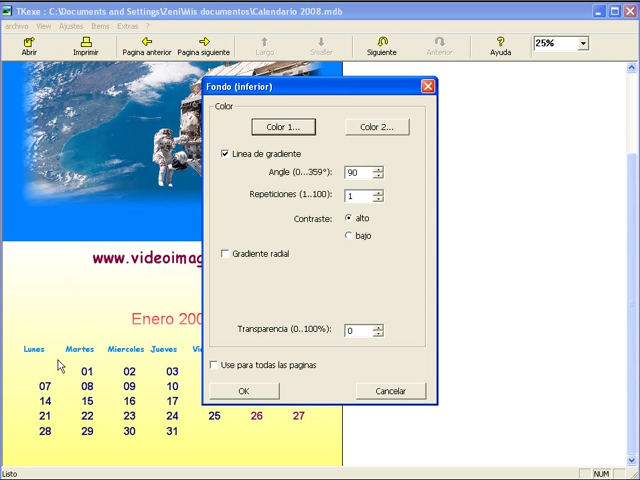 TKexe : C:\Documents and Settings\Zeni\Mis documentos\Calendario 2008.mdb
archivo View Ajustes Items Extras ?
Abrir Imprimir Pagina anterior Pagina siguiente Largo Smaller Siguiente Anterior Ayuda 25%
Fondo (inferior)
Color
Color 1... Color 2...
Linea de gradiente
Angle (0...359°): 90
Repeticiones (1..100): 1
Contraste: alto
bajo
Gradiente radial
Transparencia (0..100%): 0
Use para todas las paginas
OK Cancelar
www.videoimag
Enero 200
Lunes Martes Miercoles Jueves Vie
01 02 03
07 08 09 10
14 15 16 17
21 22 23 24 25 26 27
28 29 30 31
Listo NUM